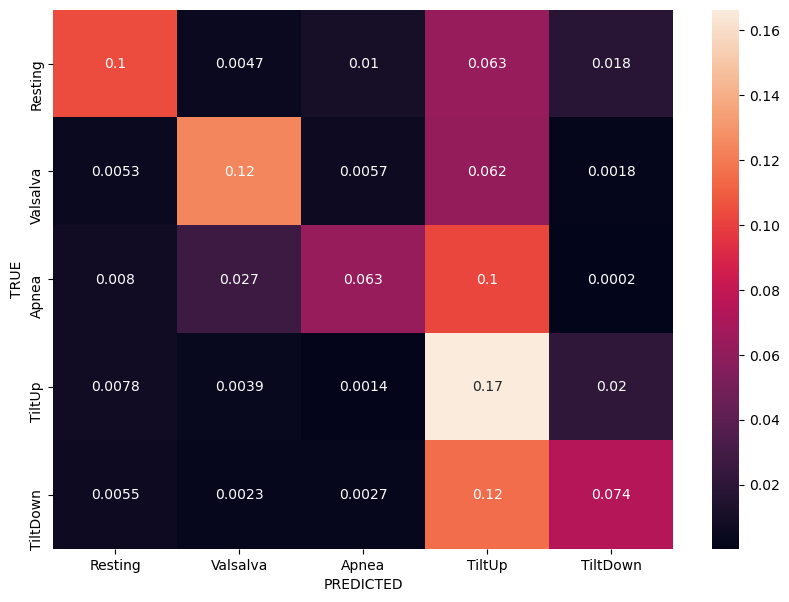 Resting 0.1 0.0047 0.01 0.063 0.018
Valsalva 0.0053 0.12 0.0057 0.062 0.0018
Apnea 0.008 0.027 0.063 0.1 0.0002
TiltUp 0.0078 0.0039 0.0014 0.17 0.02
TiltDown 0.0055 0.0023 0.0027 0.12 0.074
TRUE
Resting Valsalva Apnea TiltUp TiltDown
PREDICTED
0.16
0.14
0.12
0.10
0.08
0.06
0.04
0.02